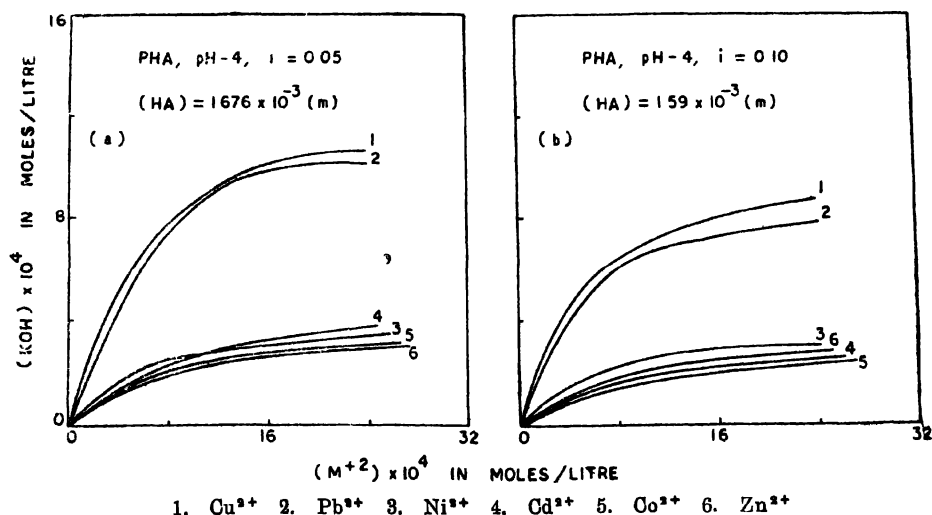 16
PHA, pH-4, ı = 0 05
(HA) = 1 676 x 10-3 (m)
(a)
1
2
8
4
3
5
6
0
0
16
32
(KOH) x 10⁴ IN MOLES/LITRE
PHA, pH-4, i = 0·10
(HA) = 1 59 x 10-3 (m)
(b)
1
2
3
6
4
5
0
16
32
(M+2) x 10⁴ IN MOLES/LITRE
1. Cu²⁺ 2. Pb²⁺ 3. Ni²⁺ 4. Cd²⁺ 5. Co²⁺ 6. Zn²⁺